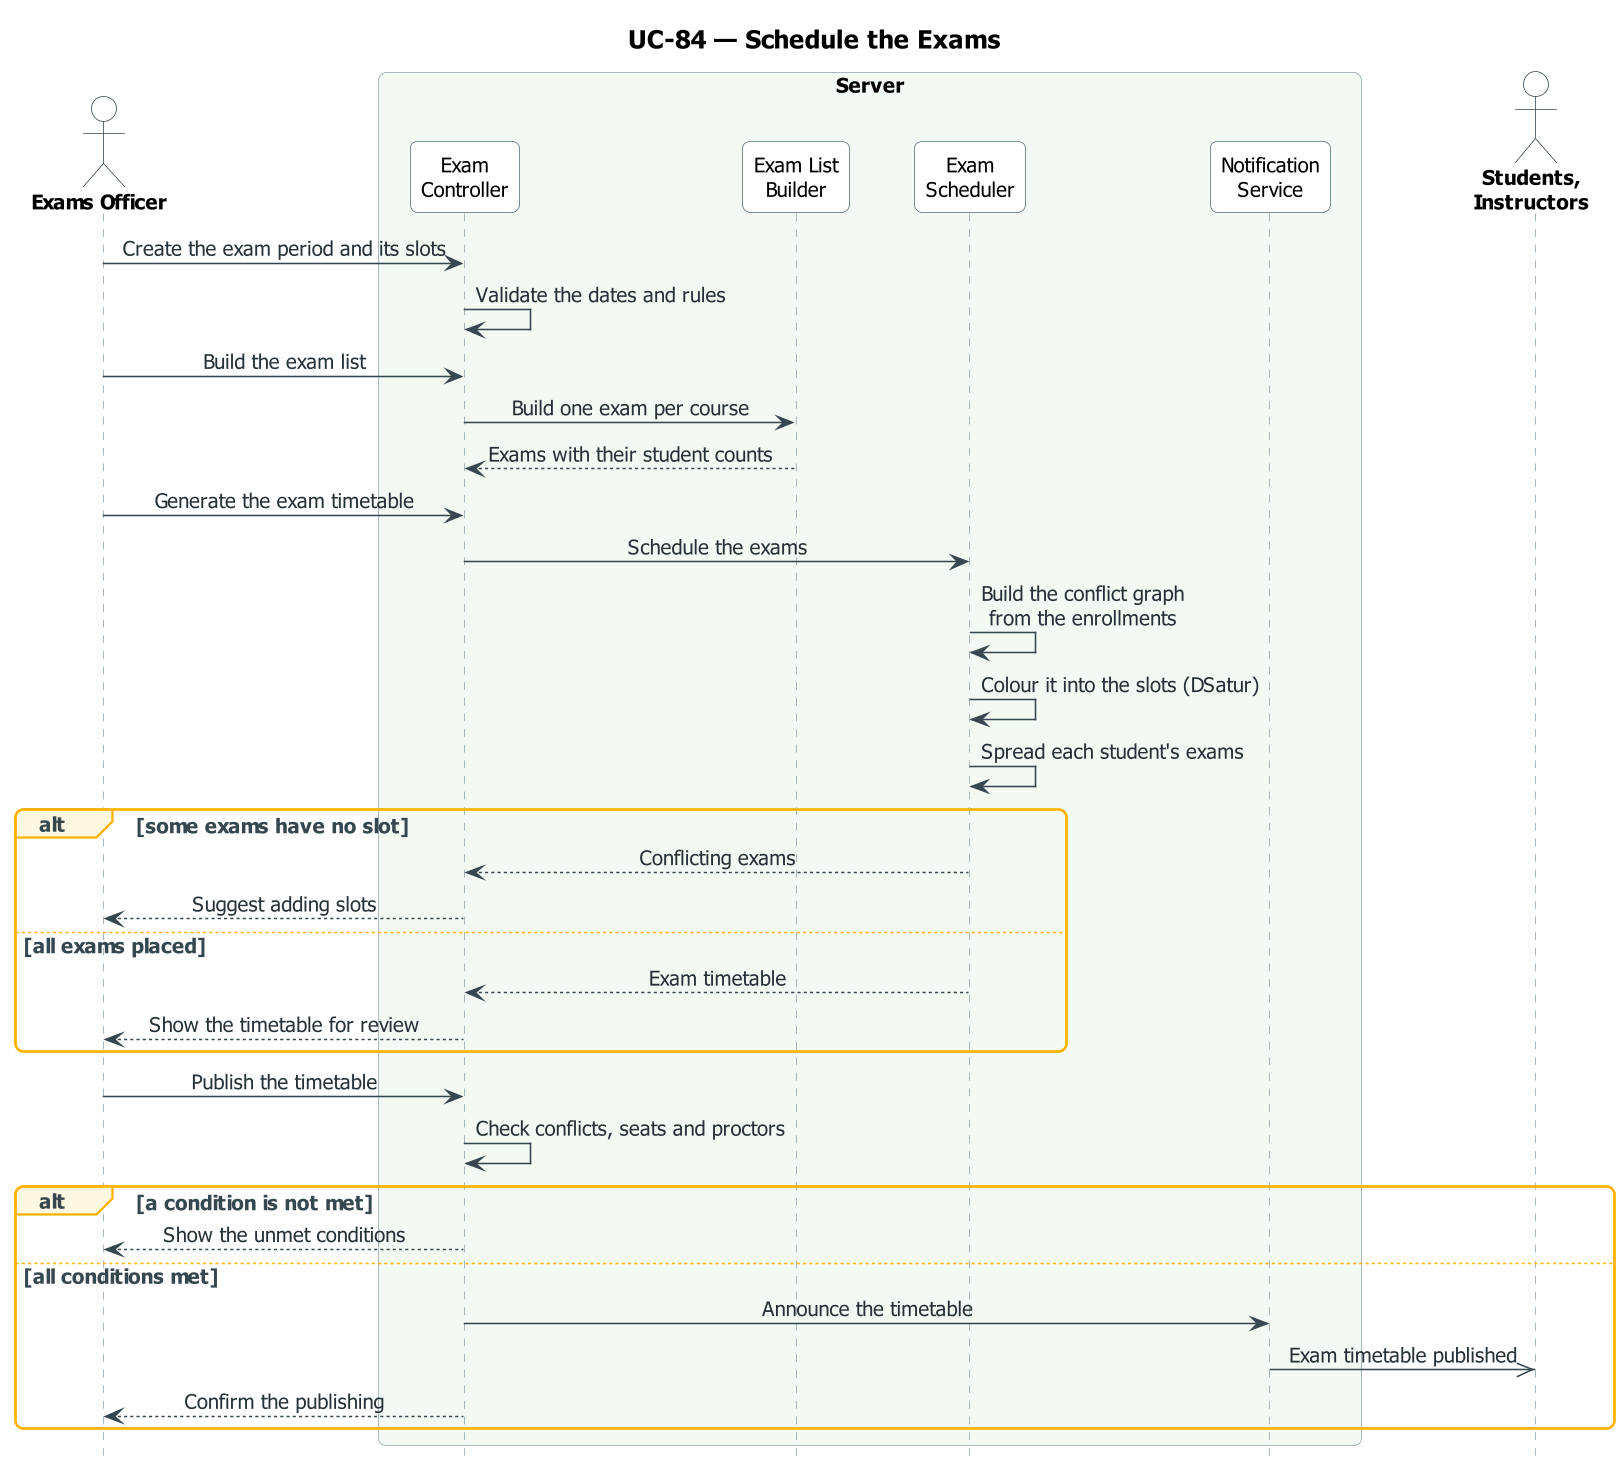 UC-84 — Schedule the Exams
Server
Exams Officer
Exam
Controller
Exam List
Builder
Exam
Scheduler
Notification
Service
Students,
Instructors
Create the exam period and its slots
Validate the dates and rules
Build the exam list
Build one exam per course
Exams with their student counts
Generate the exam timetable
Schedule the exams
Build the conflict graph
from the enrollments
Colour it into the slots (DSatur)
Spread each student's exams
alt
[some exams have no slot]
Conflicting exams
Suggest adding slots
[all exams placed]
Exam timetable
Show the timetable for review
Publish the timetable
Check conflicts, seats and proctors
alt
[a condition is not met]
Show the unmet conditions
[all conditions met]
Announce the timetable
Exam timetable published
Confirm the publishing